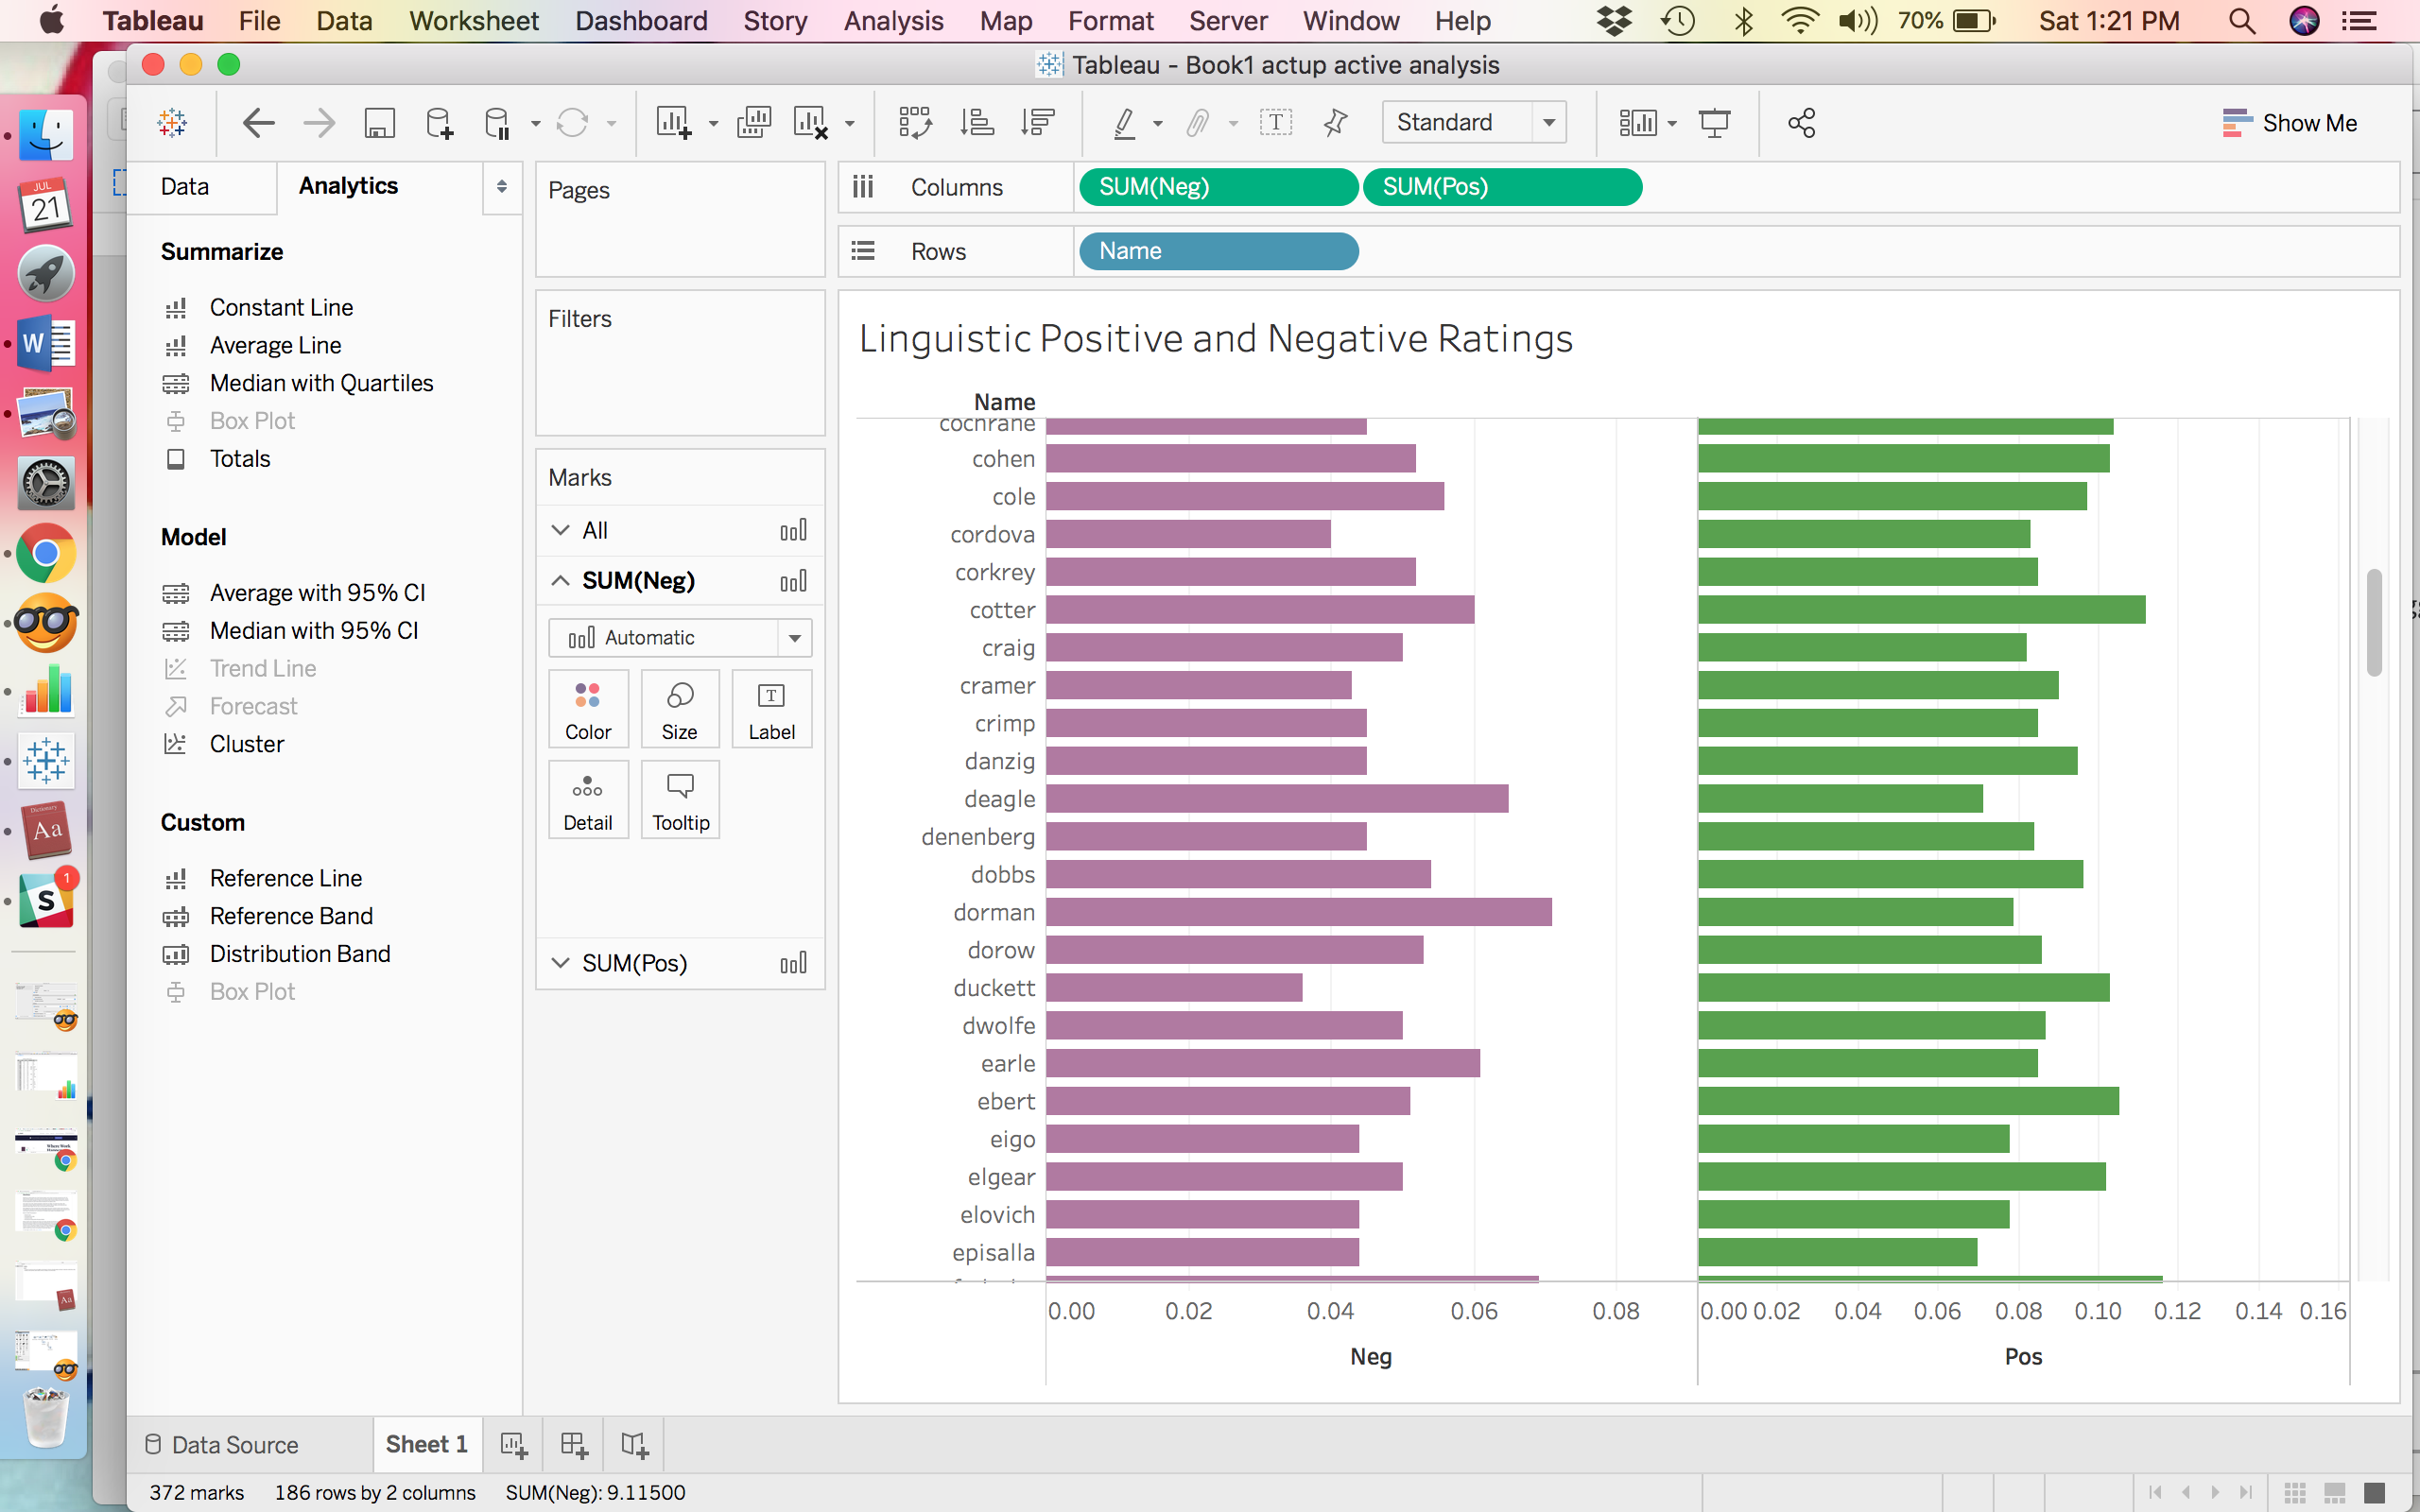 Tableau File Data Worksheet Dashboard Story Analysis Map Format Server Window Help 70% Sat 1:21 PM
Tableau - Book1 actup active analysis
Standard Show Me
JUL
21
W
Dictionary
Aa
S
1
Data Analytics
Summarize
Constant Line
Average Line
Median with Quartiles
Box Plot
Totals
Model
Average with 95% CI
Median with 95% CI
Trend Line
Forecast
Cluster
Custom
Reference Line
Reference Band
Distribution Band
Box Plot
Pages
Filters
Marks
All
SUM(Neg)
Automatic
Color Size Label
Detail Tooltip
SUM(Pos)
Columns SUM(Neg) SUM(Pos)
Rows Name
Linguistic Positive and Negative Ratings
Name
cochrane
cohen
cole
cordova
corkrey
cotter
craig
cramer
crimp
danzig
deagle
denenberg
dobbs
dorman
dorow
duckett
dwolfe
earle
ebert
eigo
elgear
elovich
episalla
0.00 0.02 0.04 0.06 0.08 0.00 0.02 0.04 0.06 0.08 0.10 0.12 0.14 0.16
Neg Pos
Data Source Sheet 1
372 marks 186 rows by 2 columns SUM(Neg): 9.11500